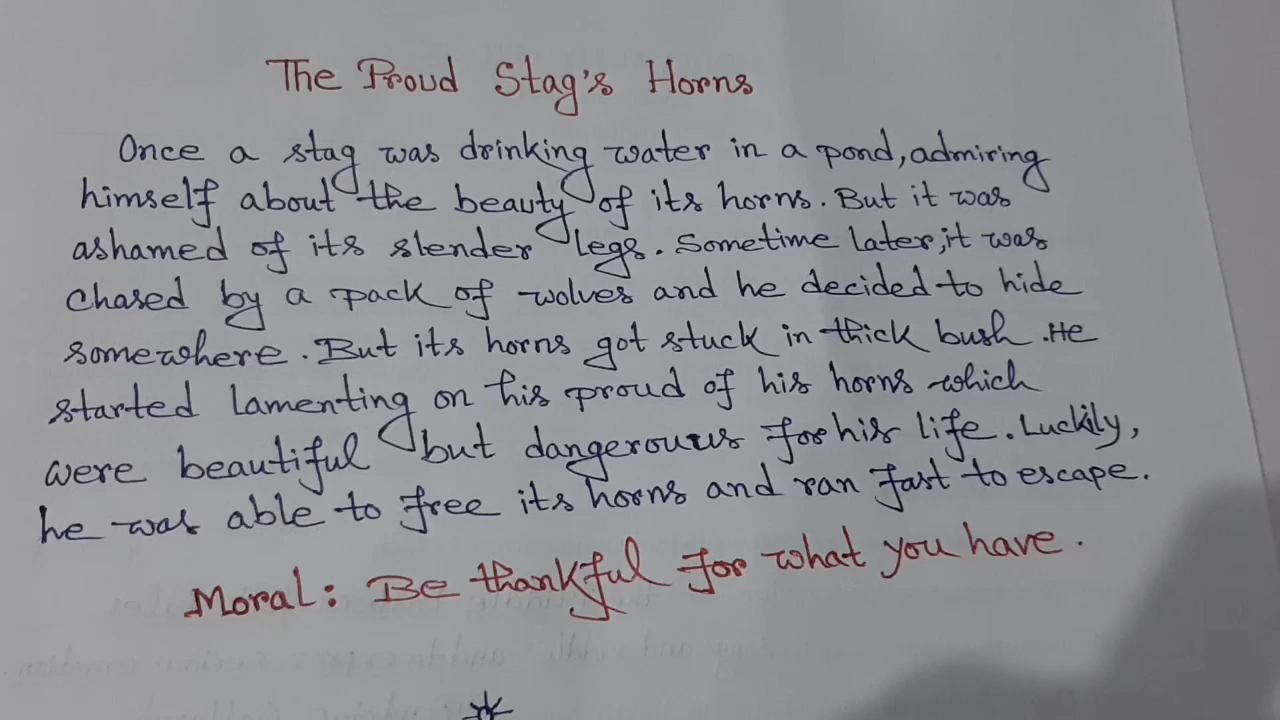 The Proud Stag's Horns
Once a stag was drinking water in a pond, admiring
himself about the beauty of its horns. But it was
ashamed of its slender legs. Sometime later, it was
chased by a pack of wolves and he decided to hide
somewhere. But its horns got stuck in thick bush. He
started lamenting on his proud of his horns which
were beautiful but dangerouus for his life. Luckily,
he was able to free its horns and ran fast to escape.
Moral: Be thankful for what you have.